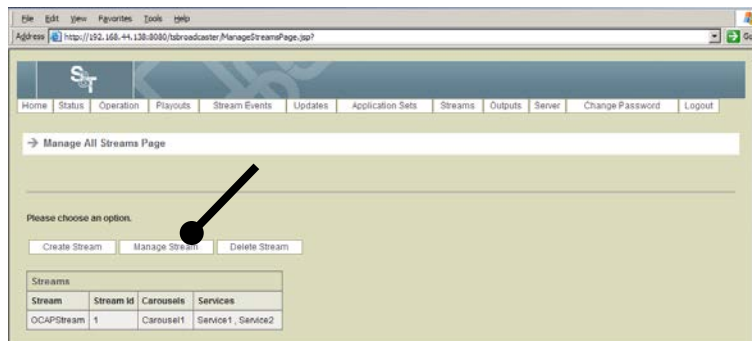 File Edit View Favorites Tools Help
Address http://192.168.44.138:8080/tsbroadcaster/ManageStreamsPage.jsp? Go
S&T
Home Status Operation Playouts Stream Events Updates Application Sets Streams Outputs Server Change Password Logout
Manage All Streams Page
Please choose an option.
Create Stream Manage Stream Delete Stream
Streams
Stream Stream Id Carousels Services
OCAPStream 1 Carousel1 Service1 , Service2